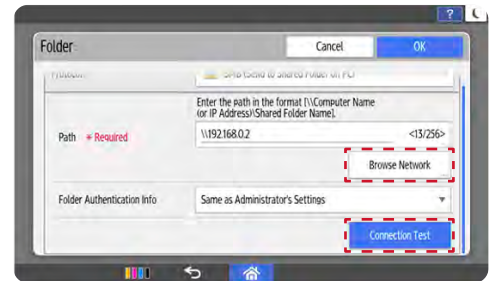 ?
Folder
Cancel
OK
Protocol
SMB (Send to Shared Folder on PC)
Enter the path in the format [\\Computer Name
(or IP Address)\Shared Folder Name].
Path * Required
\\192.168.0.2
<13/256>
Browse Network
Folder Authentication Info
Same as Administrator's Settings
Connection Test